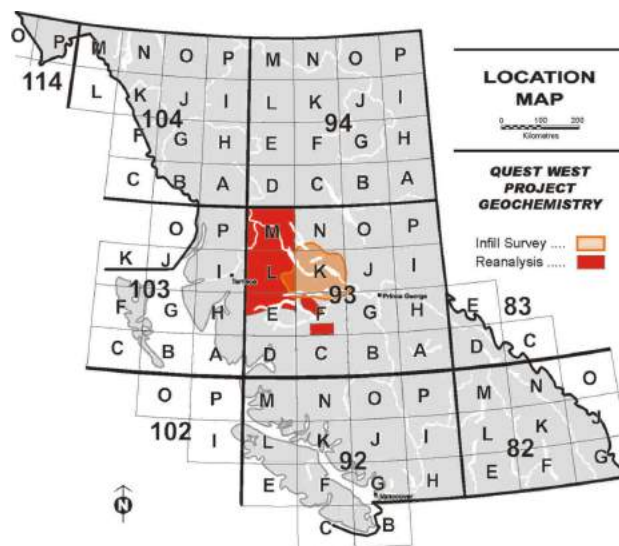 O P M N O P M N O P
114 L K J I L K J I
104 94
F G H E F G H
C B A D C B A
O P M N O P
K J I Terrace L K J I
103 93 Prince George
F G H E F G H E 83
C B A D C B A D C
O P M N O P M N O
102 I L K J I L K
92 82
E F G H E F G
Vancouver
C B
N
LOCATION
MAP
0 100 200
Kilometres
QUEST WEST
PROJECT
GEOCHEMISTRY
Infill Survey ....
Reanalysis ......